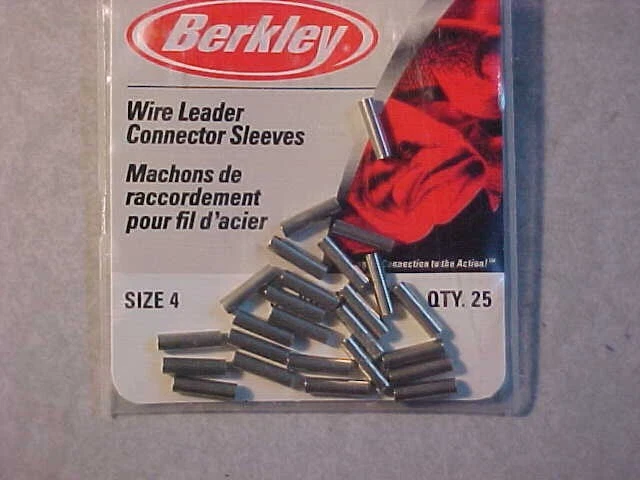 Berkley
Wire Leader
Connector Sleeves
Machons de
raccordement
pour fil d'acier
Connection to the Action!™
SIZE 4
QTY. 25